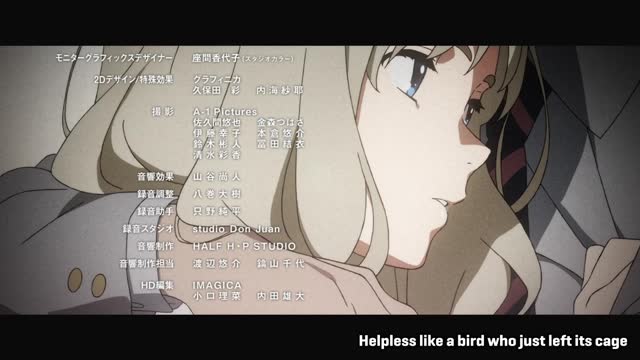 モニターグラフィックスデザイナー 座間香代子(スタジオカラー)
2Dデザイン/特殊効果 グラフィニカ
久保田 彩 内海紗耶
撮影 A-1 Pictures
佐久間悠也 金森つばさ
伊藤幸子 本倉悠介
鈴木彬人 冨田結衣
清水彩香
音響効果 山谷尚人
録音調整 八巻大樹
録音助手 只野純平
録音スタジオ studio Don Juan
音響制作 HALF H・P STUDIO
音響制作担当 渡辺悠介 鎬山千代
HD編集 IMAGICA
小口理菜 内田雄大
Helpless like a bird who just left its cage